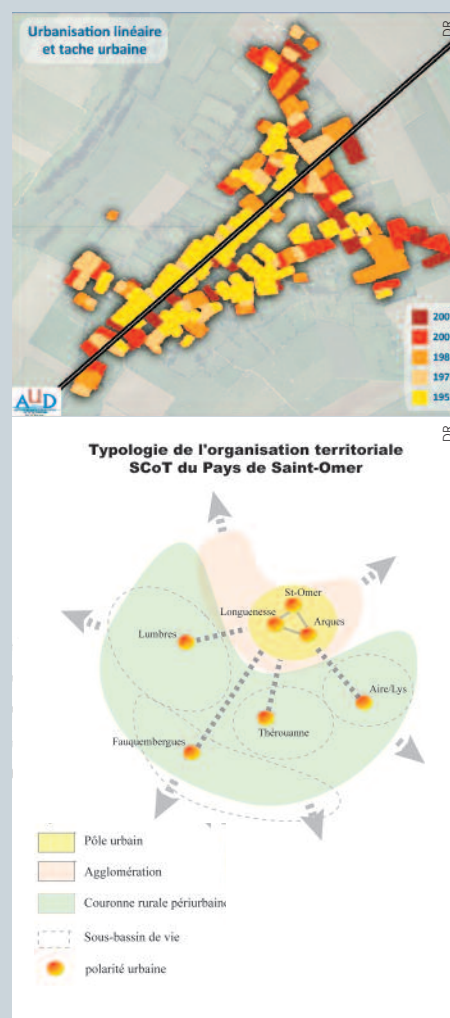 Urbanisation linéaire
et tache urbaine
DR
200
200
198
197
195
AUD
DR
Typologie de l'organisation territoriale
SCoT du Pays de Saint-Omer
St-Omer
Longuenesse
Arques
Lumbres
Aire/Lys
Thérouanne
Fauquembergues
Pôle urbain
Agglomération
Couronne rurale périurbaine
Sous-bassin de vie
polarité urbaine